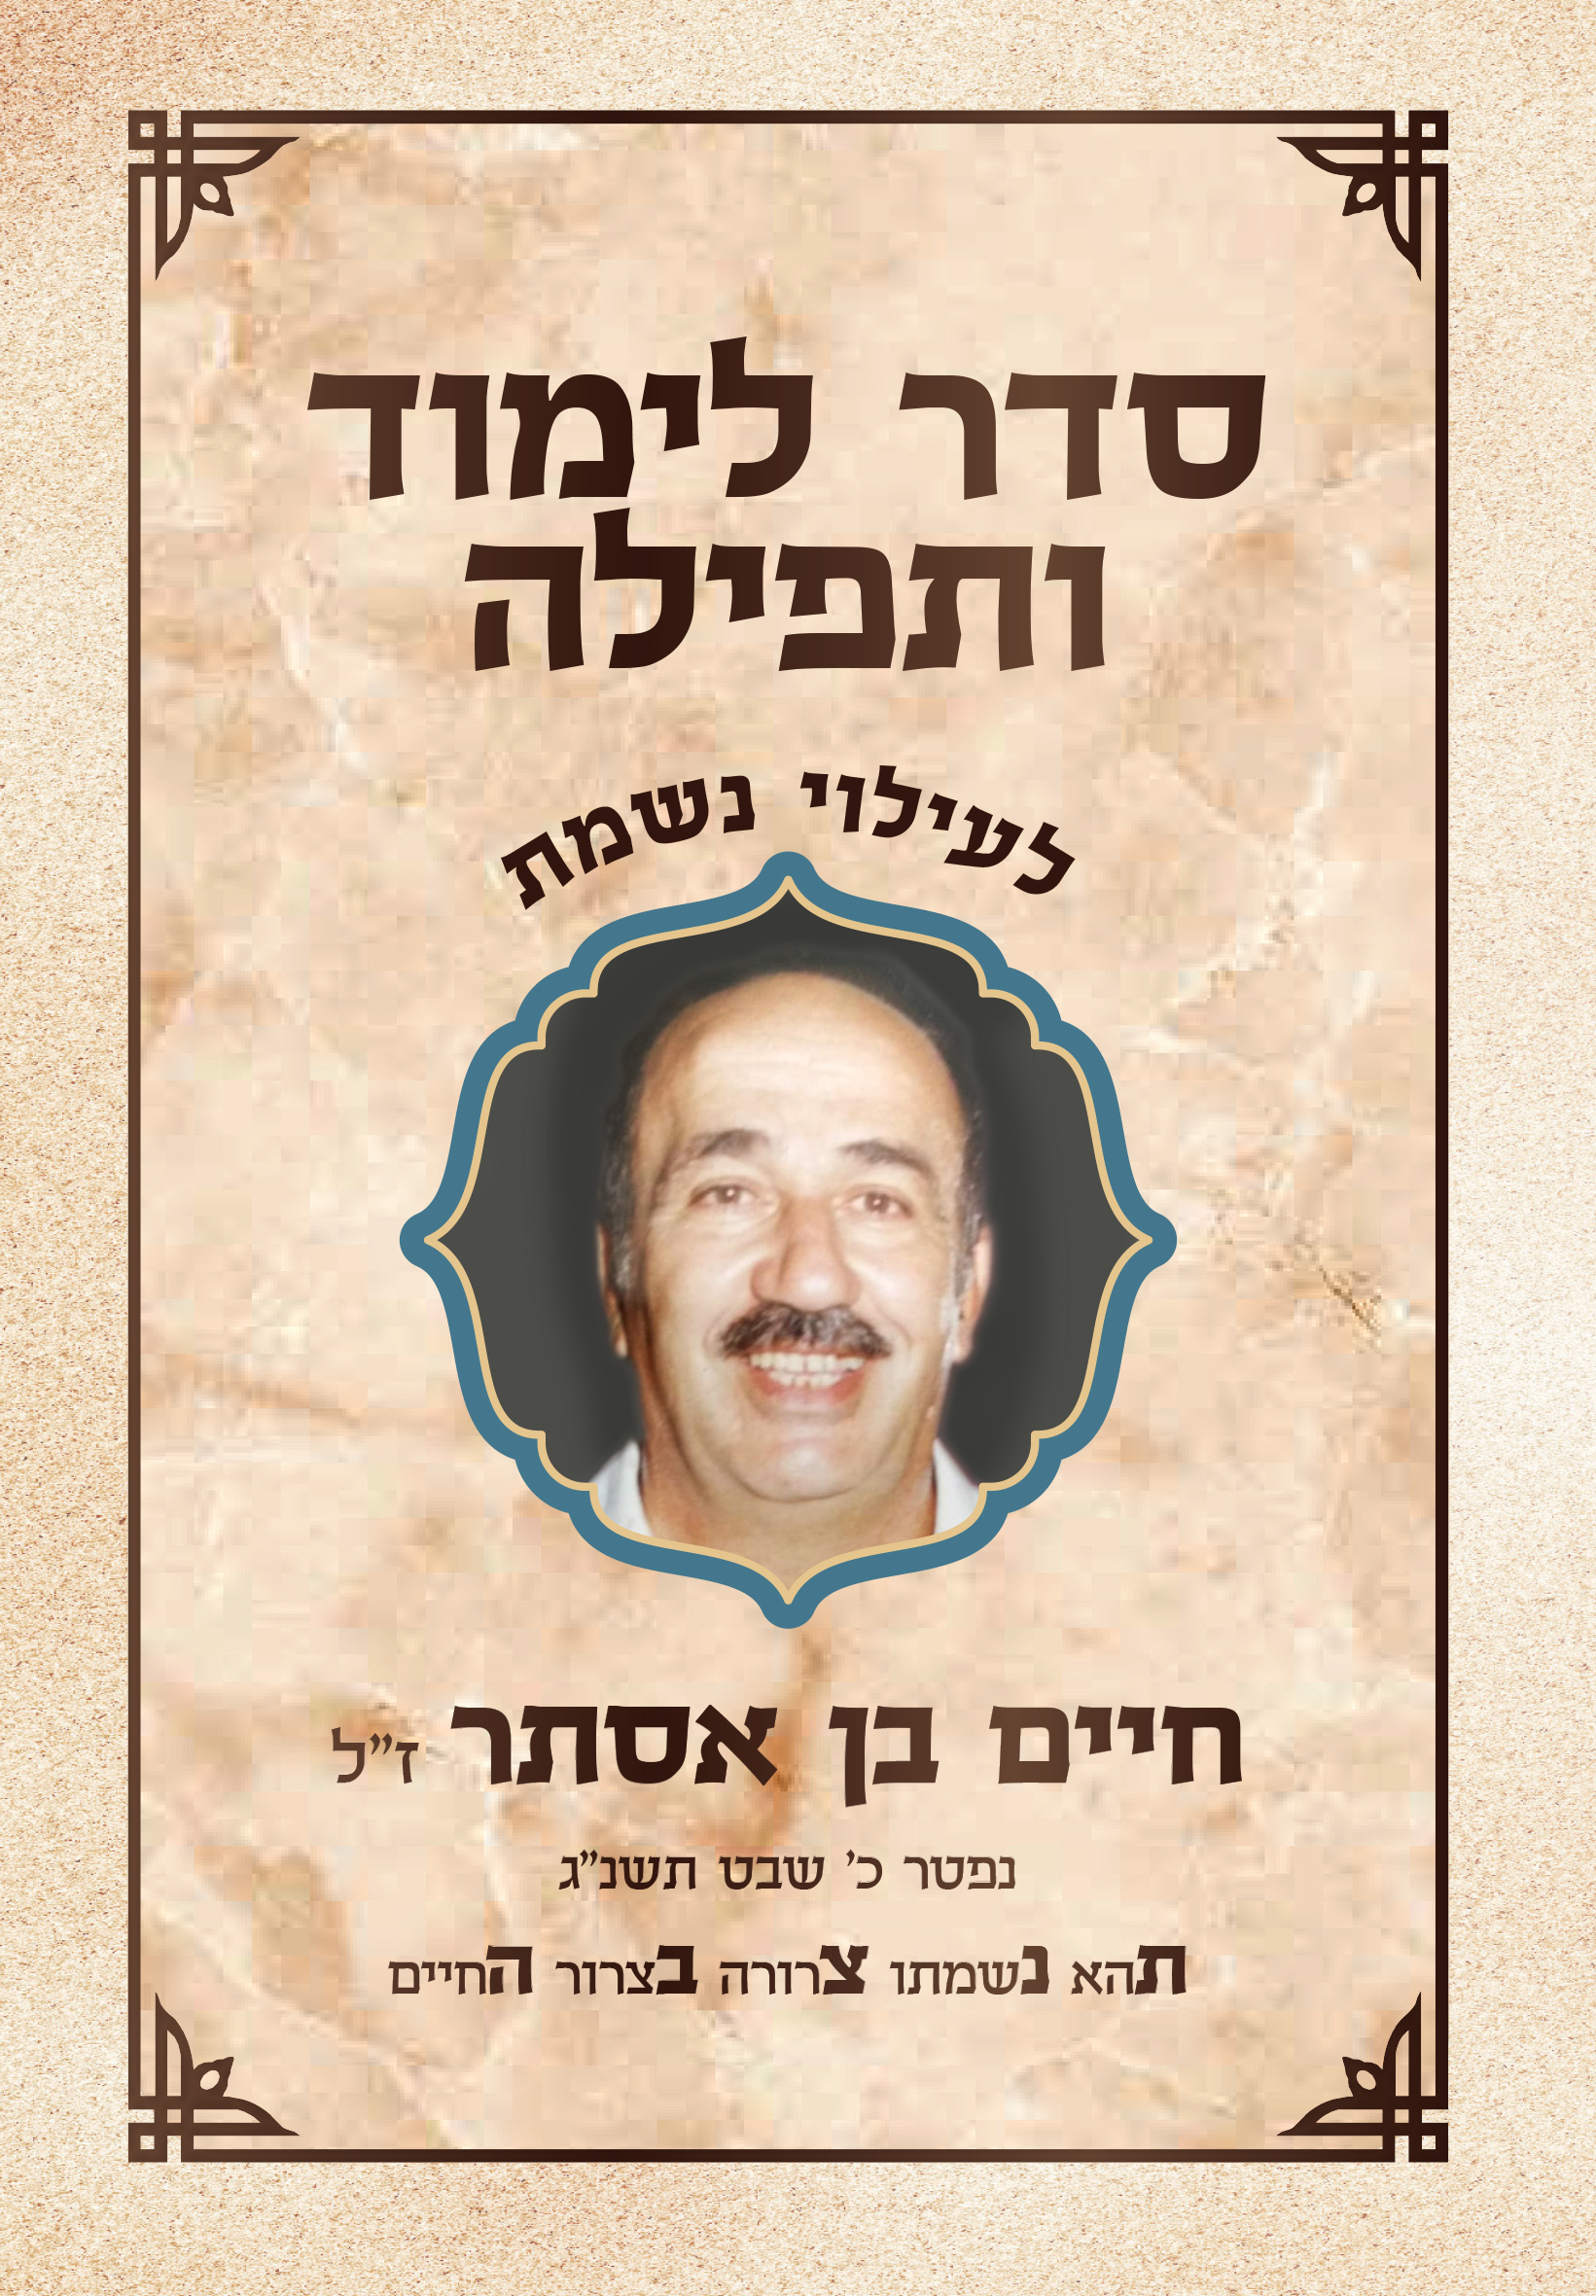 סדר לימוד
ותפילה
לעילוי נשמת
חיים בן אסתר ז"ל
נפטר כ' שבט תשנ"ג
תהא נשמתו צרורה בצרור החיים